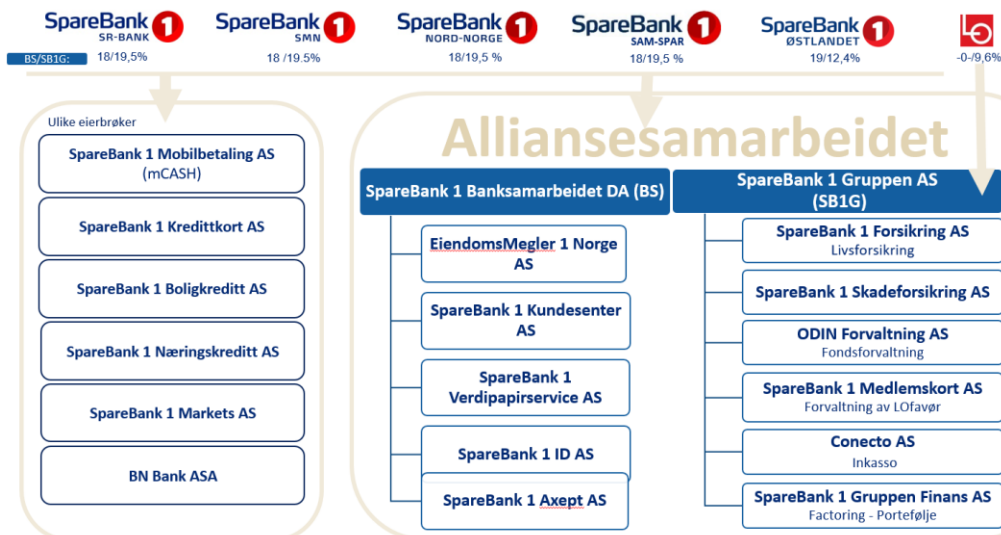 SpareBank 1
SR-BANK
SpareBank 1
SMN
SpareBank 1
NORD-NORGE
SpareBank 1
SAM-SPAR
SpareBank 1
ØSTLANDET
LO
BS/SB1G:
18/19,5%
18 /19.5%
18/19,5 %
18/19,5 %
19/12,4%
-0-/9,6%
Ulike eierbrøker
SpareBank 1 Mobilbetaling AS
(mCASH)
SpareBank 1 Kredittkort AS
SpareBank 1 Boligkreditt AS
SpareBank 1 Næringskreditt AS
SpareBank 1 Markets AS
BN Bank ASA
Alliansesamarbeidet
SpareBank 1 Banksamarbeidet DA (BS)
EiendomsMegler 1 Norge
AS
SpareBank 1 Kundesenter
AS
SpareBank 1
Verdipapirservice AS
SpareBank 1 ID AS
SpareBank 1 Axept AS
SpareBank 1 Gruppen AS
(SB1G)
SpareBank 1 Forsikring AS
Livsforsikring
SpareBank 1 Skadeforsikring AS
ODIN Forvaltning AS
Fondsforvaltning
SpareBank 1 Medlemskort AS
Forvaltning av LOfavør
Conecto AS
Inkasso
SpareBank 1 Gruppen Finans AS
Factoring - Portefølje